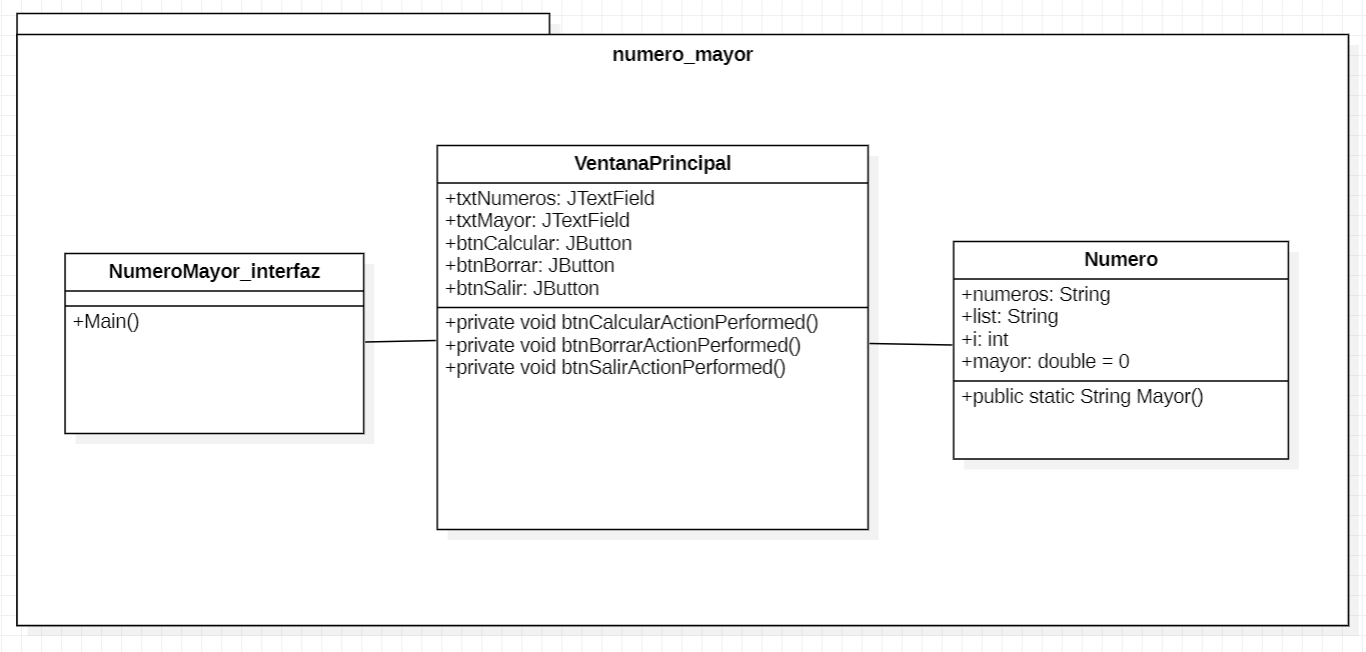 numero_mayor
NumeroMayor_interfaz
+Main()
VentanaPrincipal
+txtNumeros: JTextField
+txtMayor: JTextField
+btnCalcular: JButton
+btnBorrar: JButton
+btnSalir: JButton
+private void btnCalcularActionPerformed()
+private void btnBorrarActionPerformed()
+private void btnSalirActionPerformed()
Numero
+numeros: String
+list: String
+i: int
+mayor: double = 0
+public static String Mayor()